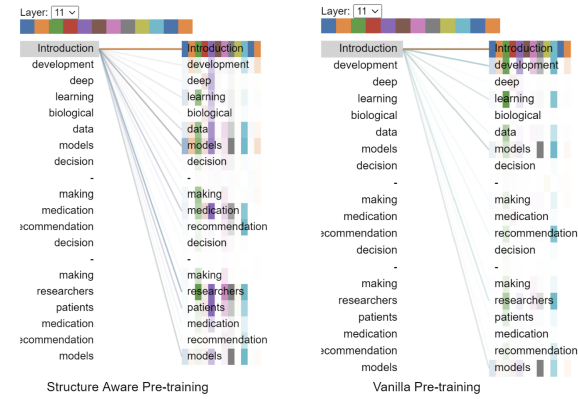 Layer: 11
Introduction Introduction
development development
deep deep
learning learning
biological biological
data data
models models
decision decision
- -
making making
medication medication
ecommendation recommendation
decision decision
- -
making making
researchers researchers
patients patients
medication medication
ecommendation recommendation
models models
Structure Aware Pre-training
Layer: 11
Introduction Introduction
development development
deep deep
learning learning
biological biological
data data
models models
decision decision
- -
making making
medication medication
ecommendation recommendation
decision decision
- -
making making
researchers researchers
patients patients
medication medication
ecommendation recommendation
models models
Vanilla Pre-training